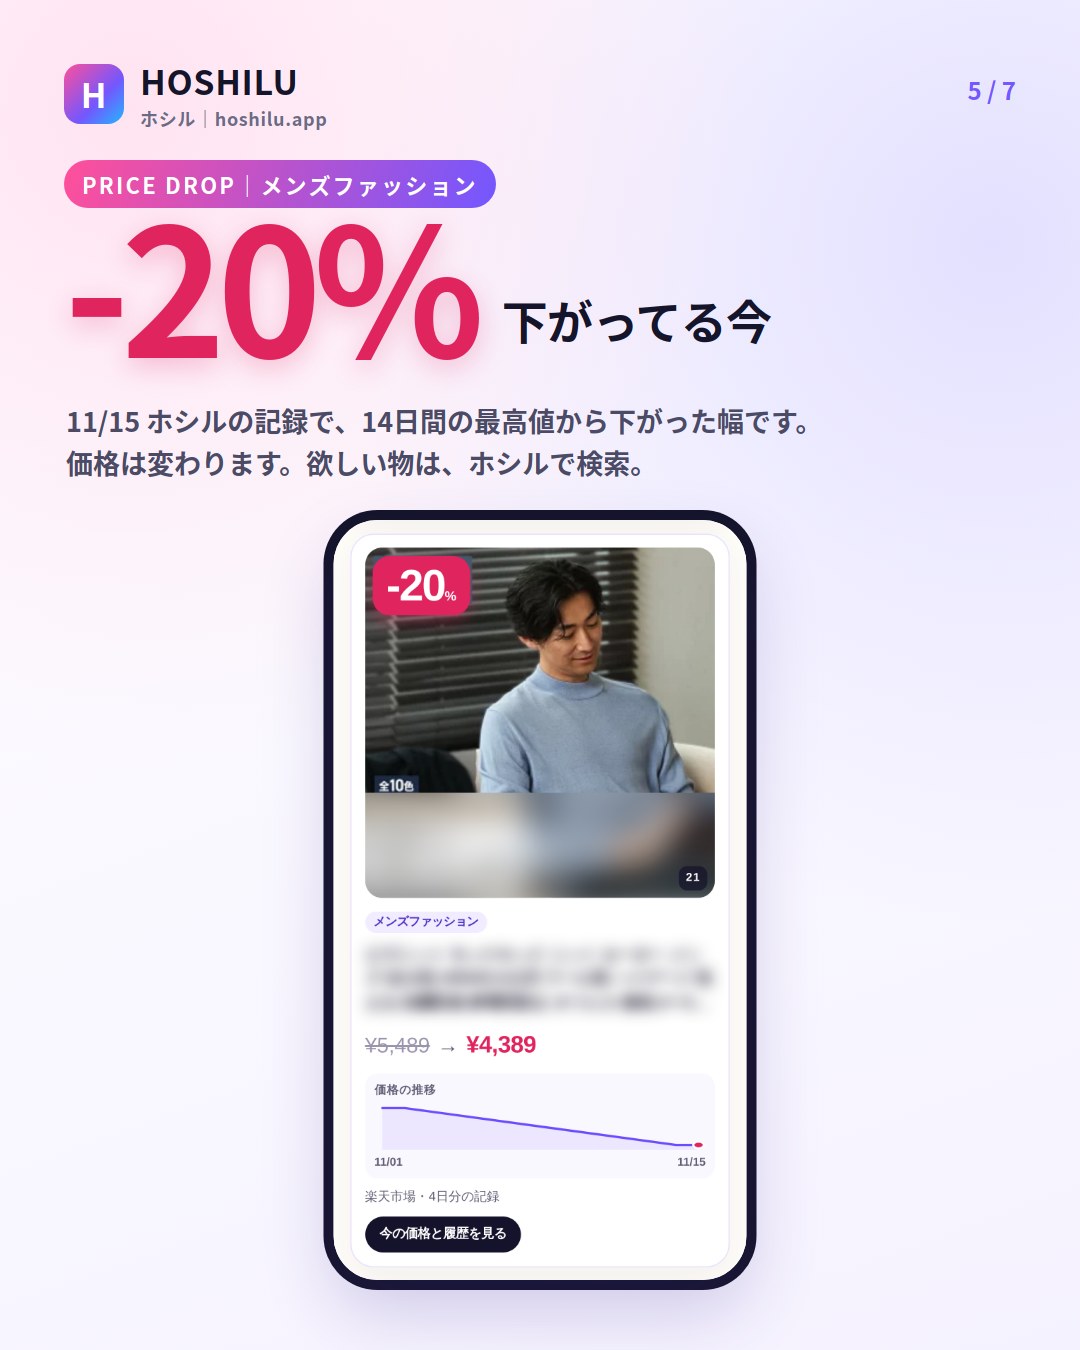 H
HOSHILU
ホシル｜hoshilu.app
5 / 7
PRICE DROP｜メンズファッション
-20% 下がってる今
11/15 ホシルの記録で、14日間の最高値から下がった幅です。
価格は変わります。欲しい物は、ホシルで検索。
-20%
全10色
21
メンズファッション
¥5,489 → ¥4,389
価格の推移
11/01 11/15
楽天市場・4日分の記録
今の価格と履歴を見る